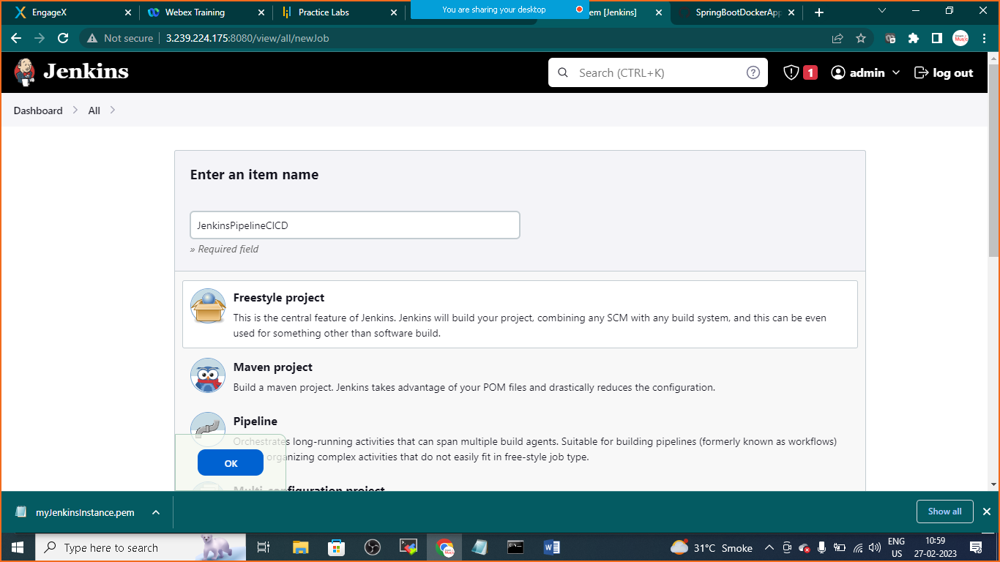 EngageX
Webex Training
Practice Labs
You are sharing your desktop
em [Jenkins]
SpringBootDockerApp
Not secure
3.239.224.175:8080/view/all/newJob
Jenkins
Search (CTRL+K)
1
admin
log out
Dashboard
All
Enter an item name
JenkinsPipelineCICD
» Required field
Freestyle project
This is the central feature of Jenkins. Jenkins will build your project, combining any SCM with any build system, and this can be even
used for something other than software build.
Maven project
Build a maven project. Jenkins takes advantage of your POM files and drastically reduces the configuration.
Pipeline
Orchestrates long-running activities that can span multiple build agents. Suitable for building pipelines (formerly known as workflows)
organizing complex activities that do not easily fit in free-style job type.
OK
Multi-configuration project
myJenkinsInstance.pem
Show all
Type here to search
31°C Smoke
ENG
US
10:59
27-02-2023